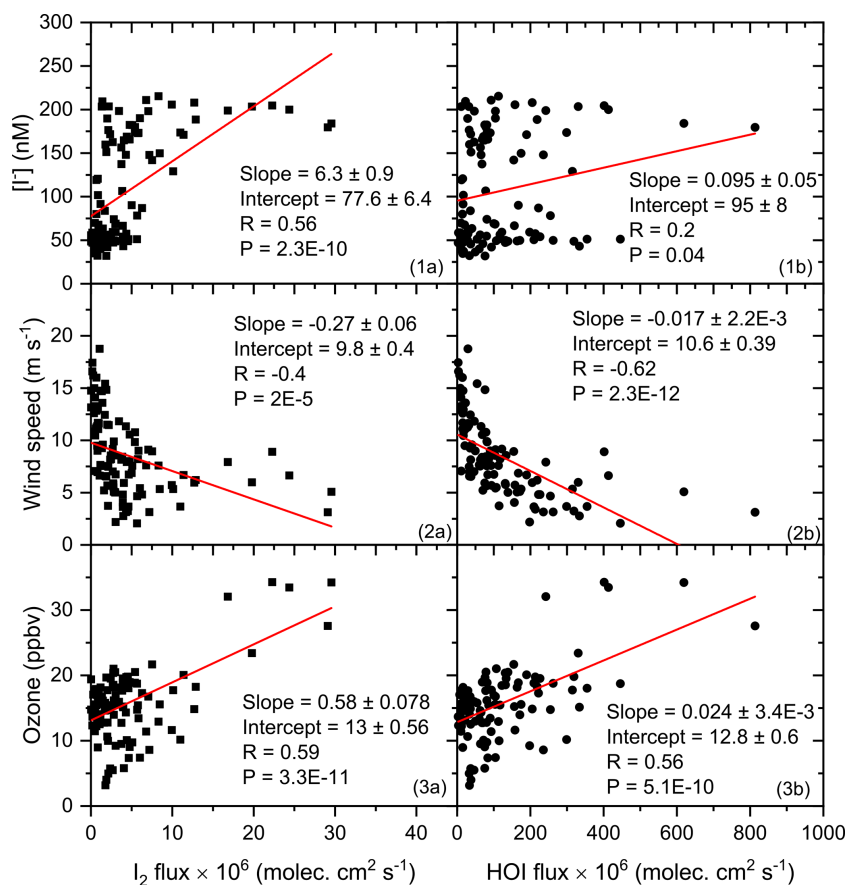 300
250
200
150
100
50
0
[I⁻] (nM)
Slope = 6.3 ± 0.9
Intercept = 77.6 ± 6.4
R = 0.56
P = 2.3E-10
(1a)
Slope = 0.095 ± 0.05
Intercept = 95 ± 8
R = 0.2
P = 0.04
(1b)
20
15
10
5
0
Wind speed (m s⁻¹)
Slope = -0.27 ± 0.06
Intercept = 9.8 ± 0.4
R = -0.4
P = 2E-5
(2a)
Slope = -0.017 ± 2.2E-3
Intercept = 10.6 ± 0.39
R = -0.62
P = 2.3E-12
(2b)
30
20
10
0
Ozone (ppbv)
Slope = 0.58 ± 0.078
Intercept = 13 ± 0.56
R = 0.59
P = 3.3E-11
(3a)
Slope = 0.024 ± 3.4E-3
Intercept = 12.8 ± 0.6
R = 0.56
P = 5.1E-10
(3b)
0 10 20 30 40 0 200 400 600 800 1000
I₂ flux × 10⁶ (molec. cm² s⁻¹)
HOI flux × 10⁶ (molec. cm² s⁻¹)